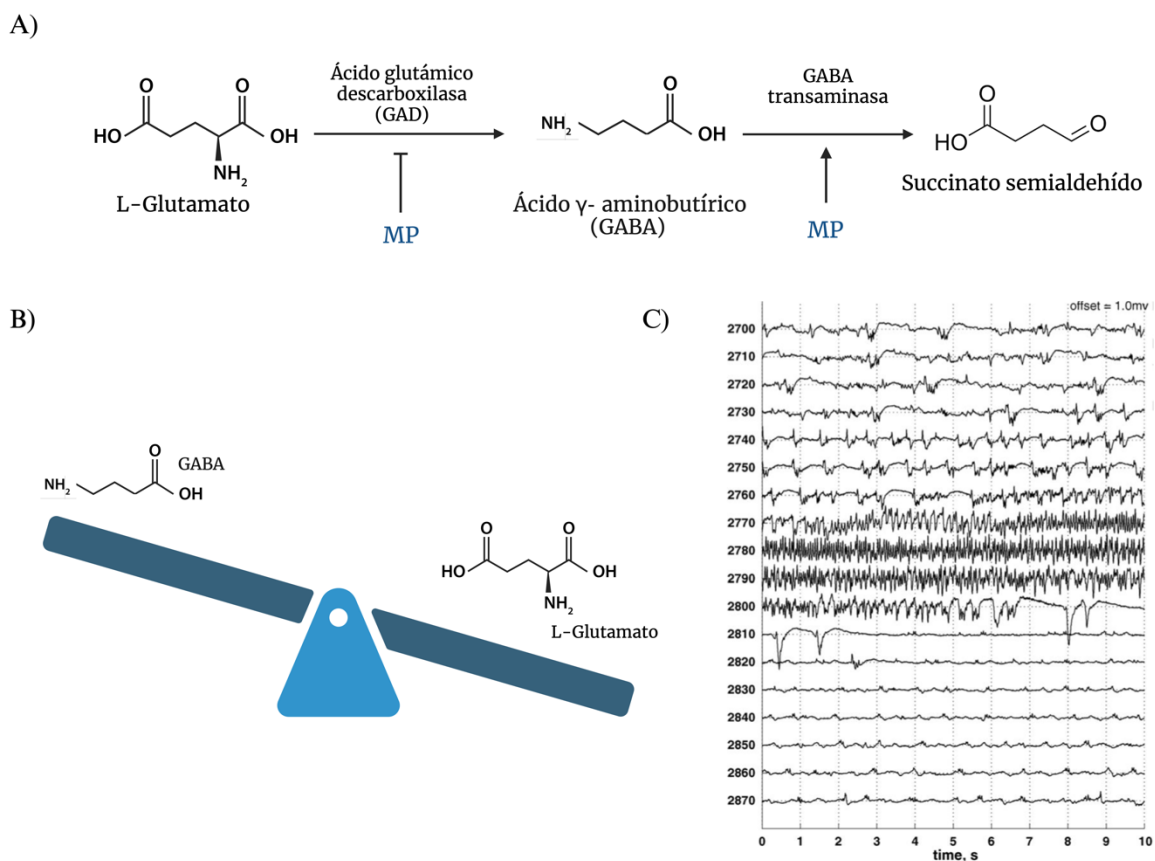 A)
Ácido glutámico
descarboxilasa
(GAD)
GABA
transaminasa
O
O
HO
OH
NH₂
L-Glutamato
MP
NH₂
O
OH
Ácido γ- aminobutírico
(GABA)
MP
O
HO
O
Succinato semialdehído
B)
NH₂
O
OH
GABA
O
O
HO
OH
NH₂
L-Glutamato
C)
offset = 1.0mv
2700
2710
2720
2730
2740
2750
2760
2770
2780
2790
2800
2810
2820
2830
2840
2850
2860
2870
0 1 2 3 4 5 6 7 8 9 10
time, s